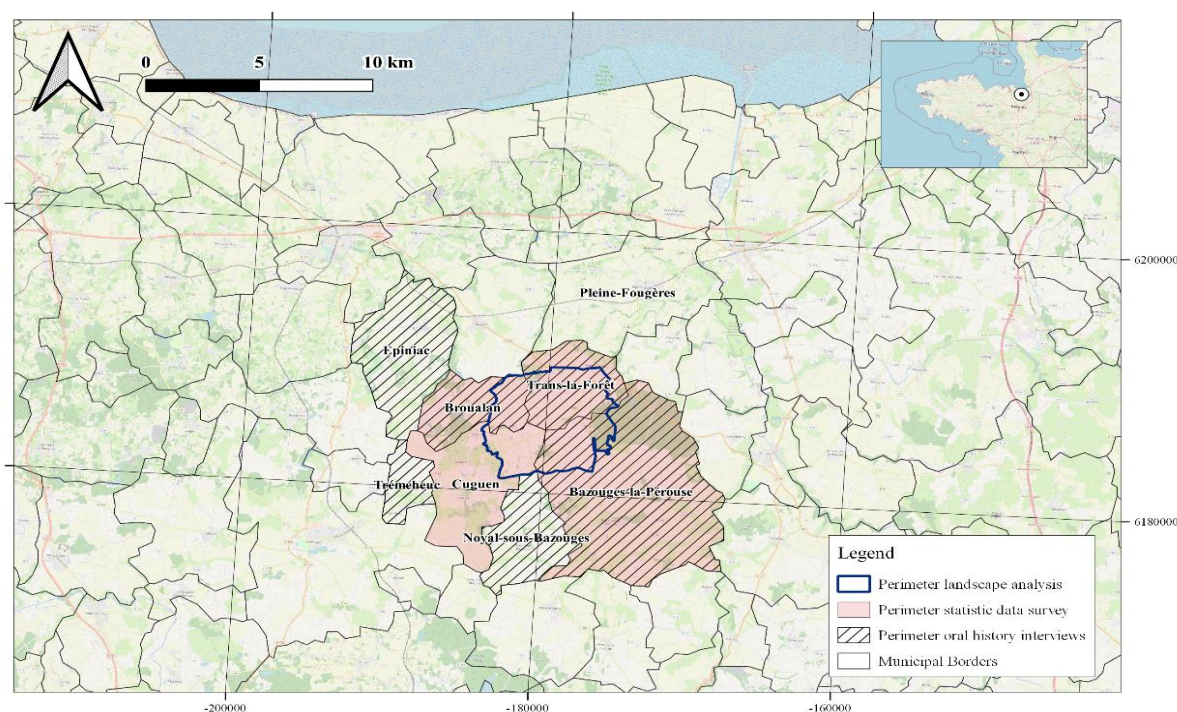 0 5 10 km
6200000
Pleine-Fougères
Epiniac
Trans-la-Forêt
Broualan
Tréméheuc
Cuguen
Bazouges-la-Pérouse
6180000
Noyal-sous-Bazouges
Legend
Perimeter landscape analysis
Perimeter statistic data survey
Perimeter oral history interviews
Municipal Borders
-200000 -180000 -160000